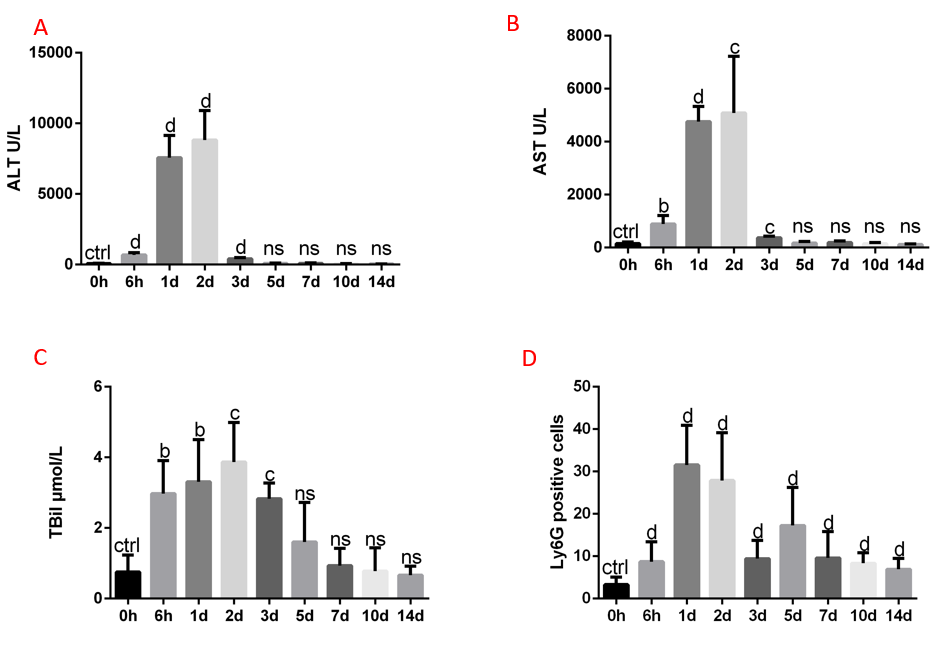 A
ALT U/L
15000
10000
5000
0
ctrl d d d d ns ns ns ns
0h 6h 1d 2d 3d 5d 7d 10d 14d
B
AST U/L
8000
6000
4000
2000
0
ctrl b d c c ns ns ns ns
0h 6h 1d 2d 3d 5d 7d 10d 14d
C
TBil µmol/L
6
4
2
0
ctrl b b c c ns ns ns ns
0h 6h 1d 2d 3d 5d 7d 10d 14d
D
Ly6G positive cells
50
40
30
20
10
0
ctrl d d d d d d d d
0h 6h 1d 2d 3d 5d 7d 10d 14d